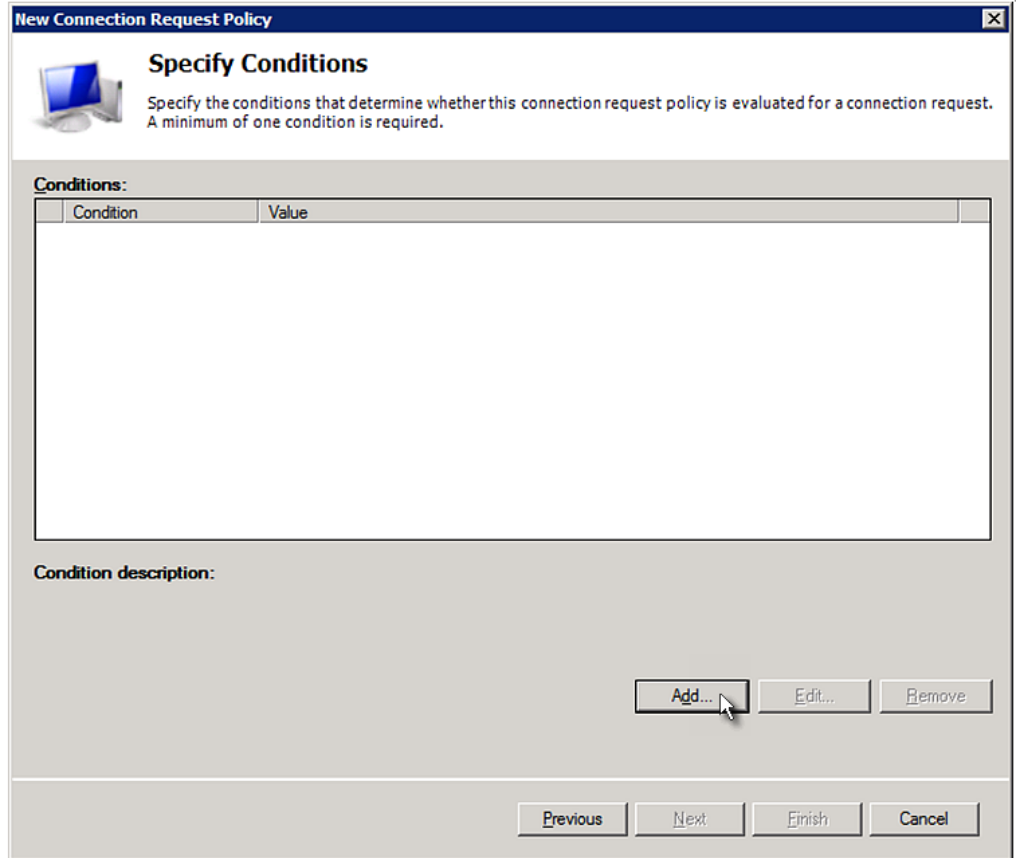 New Connection Request Policy
Specify Conditions
Specify the conditions that determine whether this connection request policy is evaluated for a connection request.
A minimum of one condition is required.
Conditions:
Condition Value
Condition description:
Add... Edit... Remove
Previous Next Finish Cancel